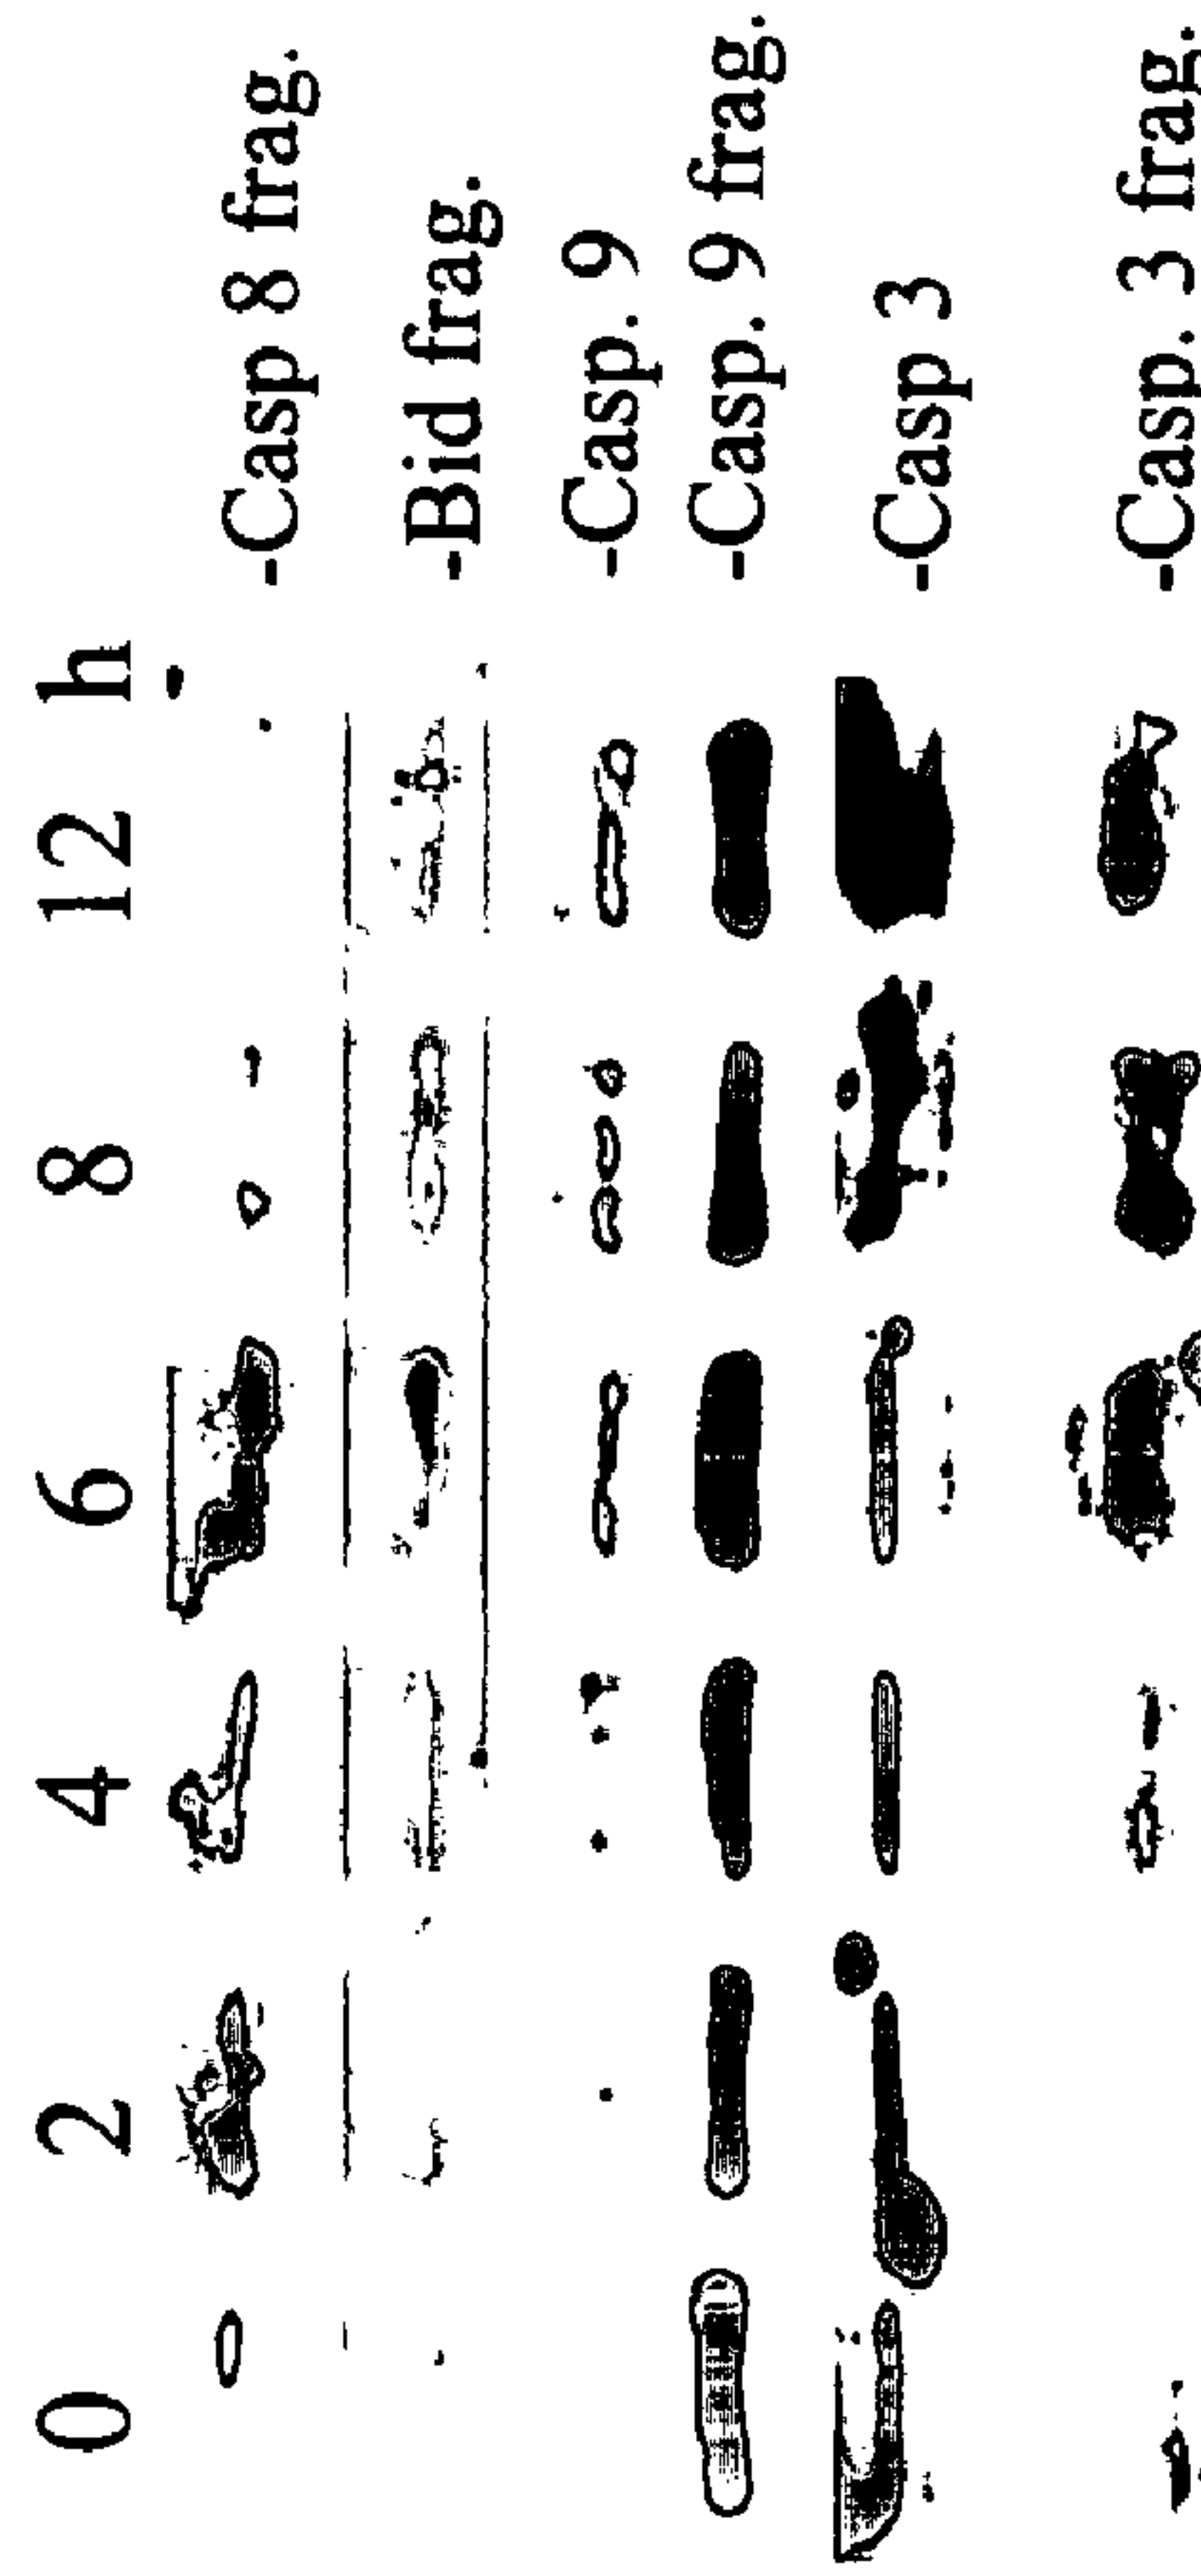 0 2 4 6 8 12 h
-Casp 8 frag.
-Bid frag.
-Casp. 9
-Casp. 9 frag.
-Casp 3
-Casp. 3 frag.